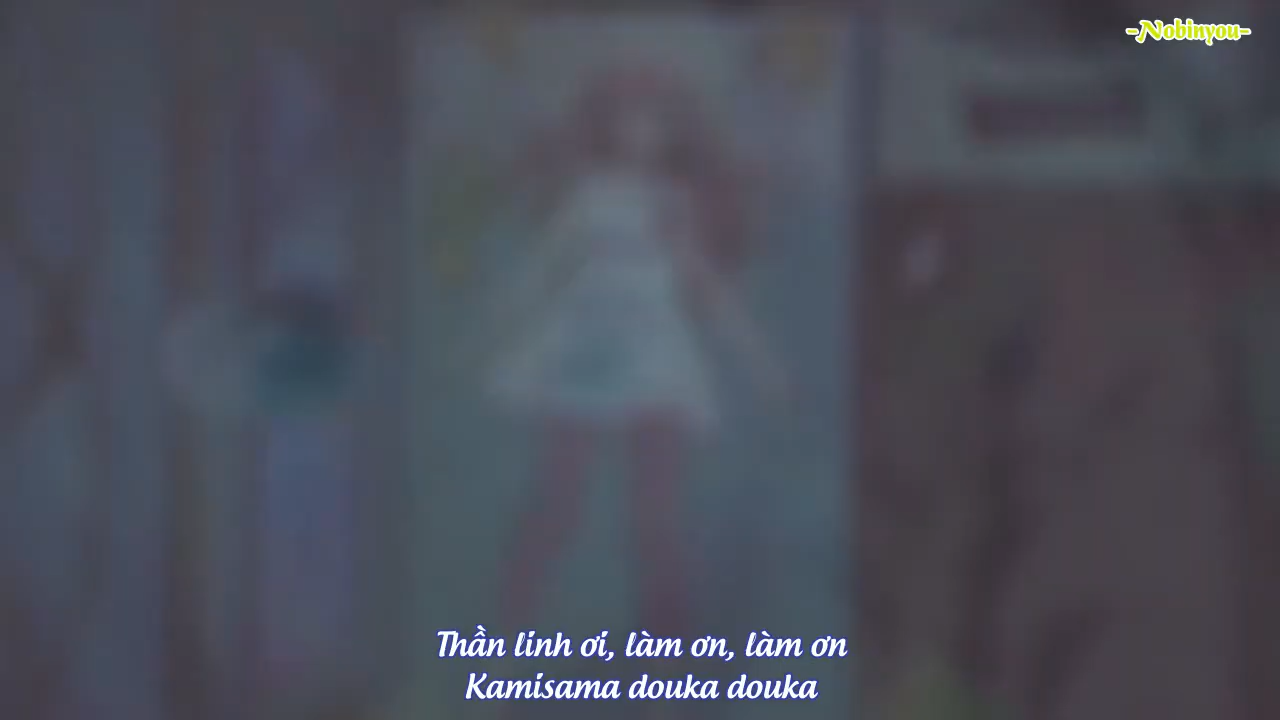 -Nobinyou-
Thần linh ơi, làm ơn, làm ơn
Kamisama douka douka